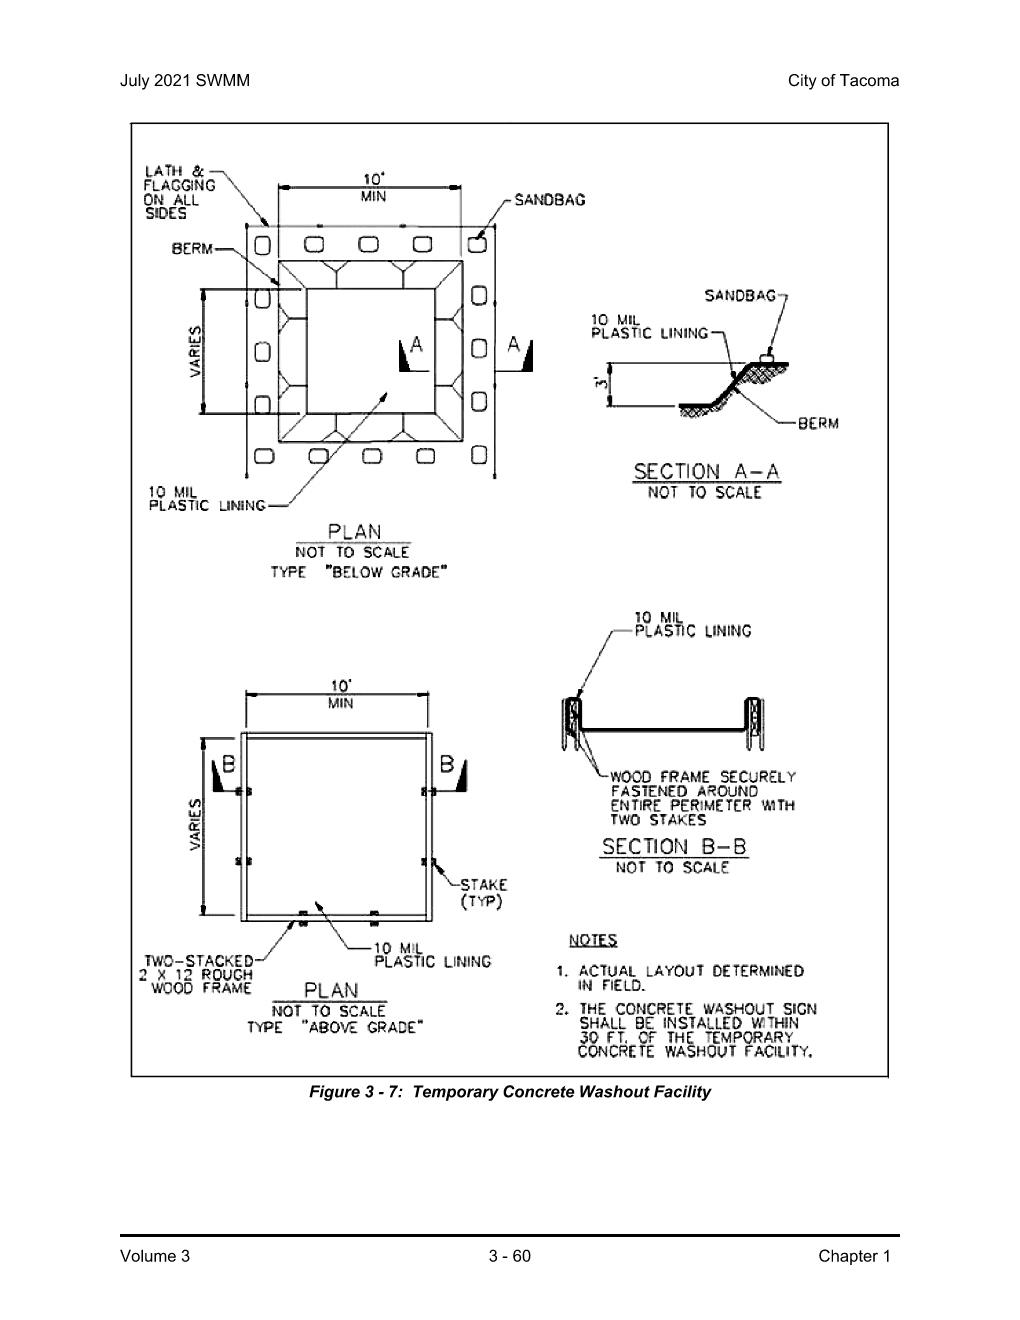 July 2021 SWMM
City of Tacoma
LATH &
FLAGGING
ON ALL
SIDES
10'
MIN
SANDBAG
BERM
VARIES
A
A
10 MIL
PLASTIC LINING
PLAN
NOT TO SCALE
TYPE "BELOW GRADE"
SANDBAG
10 MIL
PLASTIC LINING
3'
BERM
SECTION A-A
NOT TO SCALE
10'
MIN
B
B
VARIES
STAKE
(TYP)
TWO-STACKED
2 X 12 ROUGH
WOOD FRAME
10 MIL
PLASTIC LINING
PLAN
NOT TO SCALE
TYPE "ABOVE GRADE"
10 MIL
PLASTIC LINING
WOOD FRAME SECURELY
FASTENED AROUND
ENTIRE PERIMETER WITH
TWO STAKES
SECTION B-B
NOT TO SCALE
NOTES
1. ACTUAL LAYOUT DETERMINED
IN FIELD.
2. THE CONCRETE WASHOUT SIGN
SHALL BE INSTALLED WITHIN
30 FT. OF THE TEMPORARY
CONCRETE WASHOUT FACILITY.
Figure 3 - 7: Temporary Concrete Washout Facility
Volume 3
3 - 60
Chapter 1